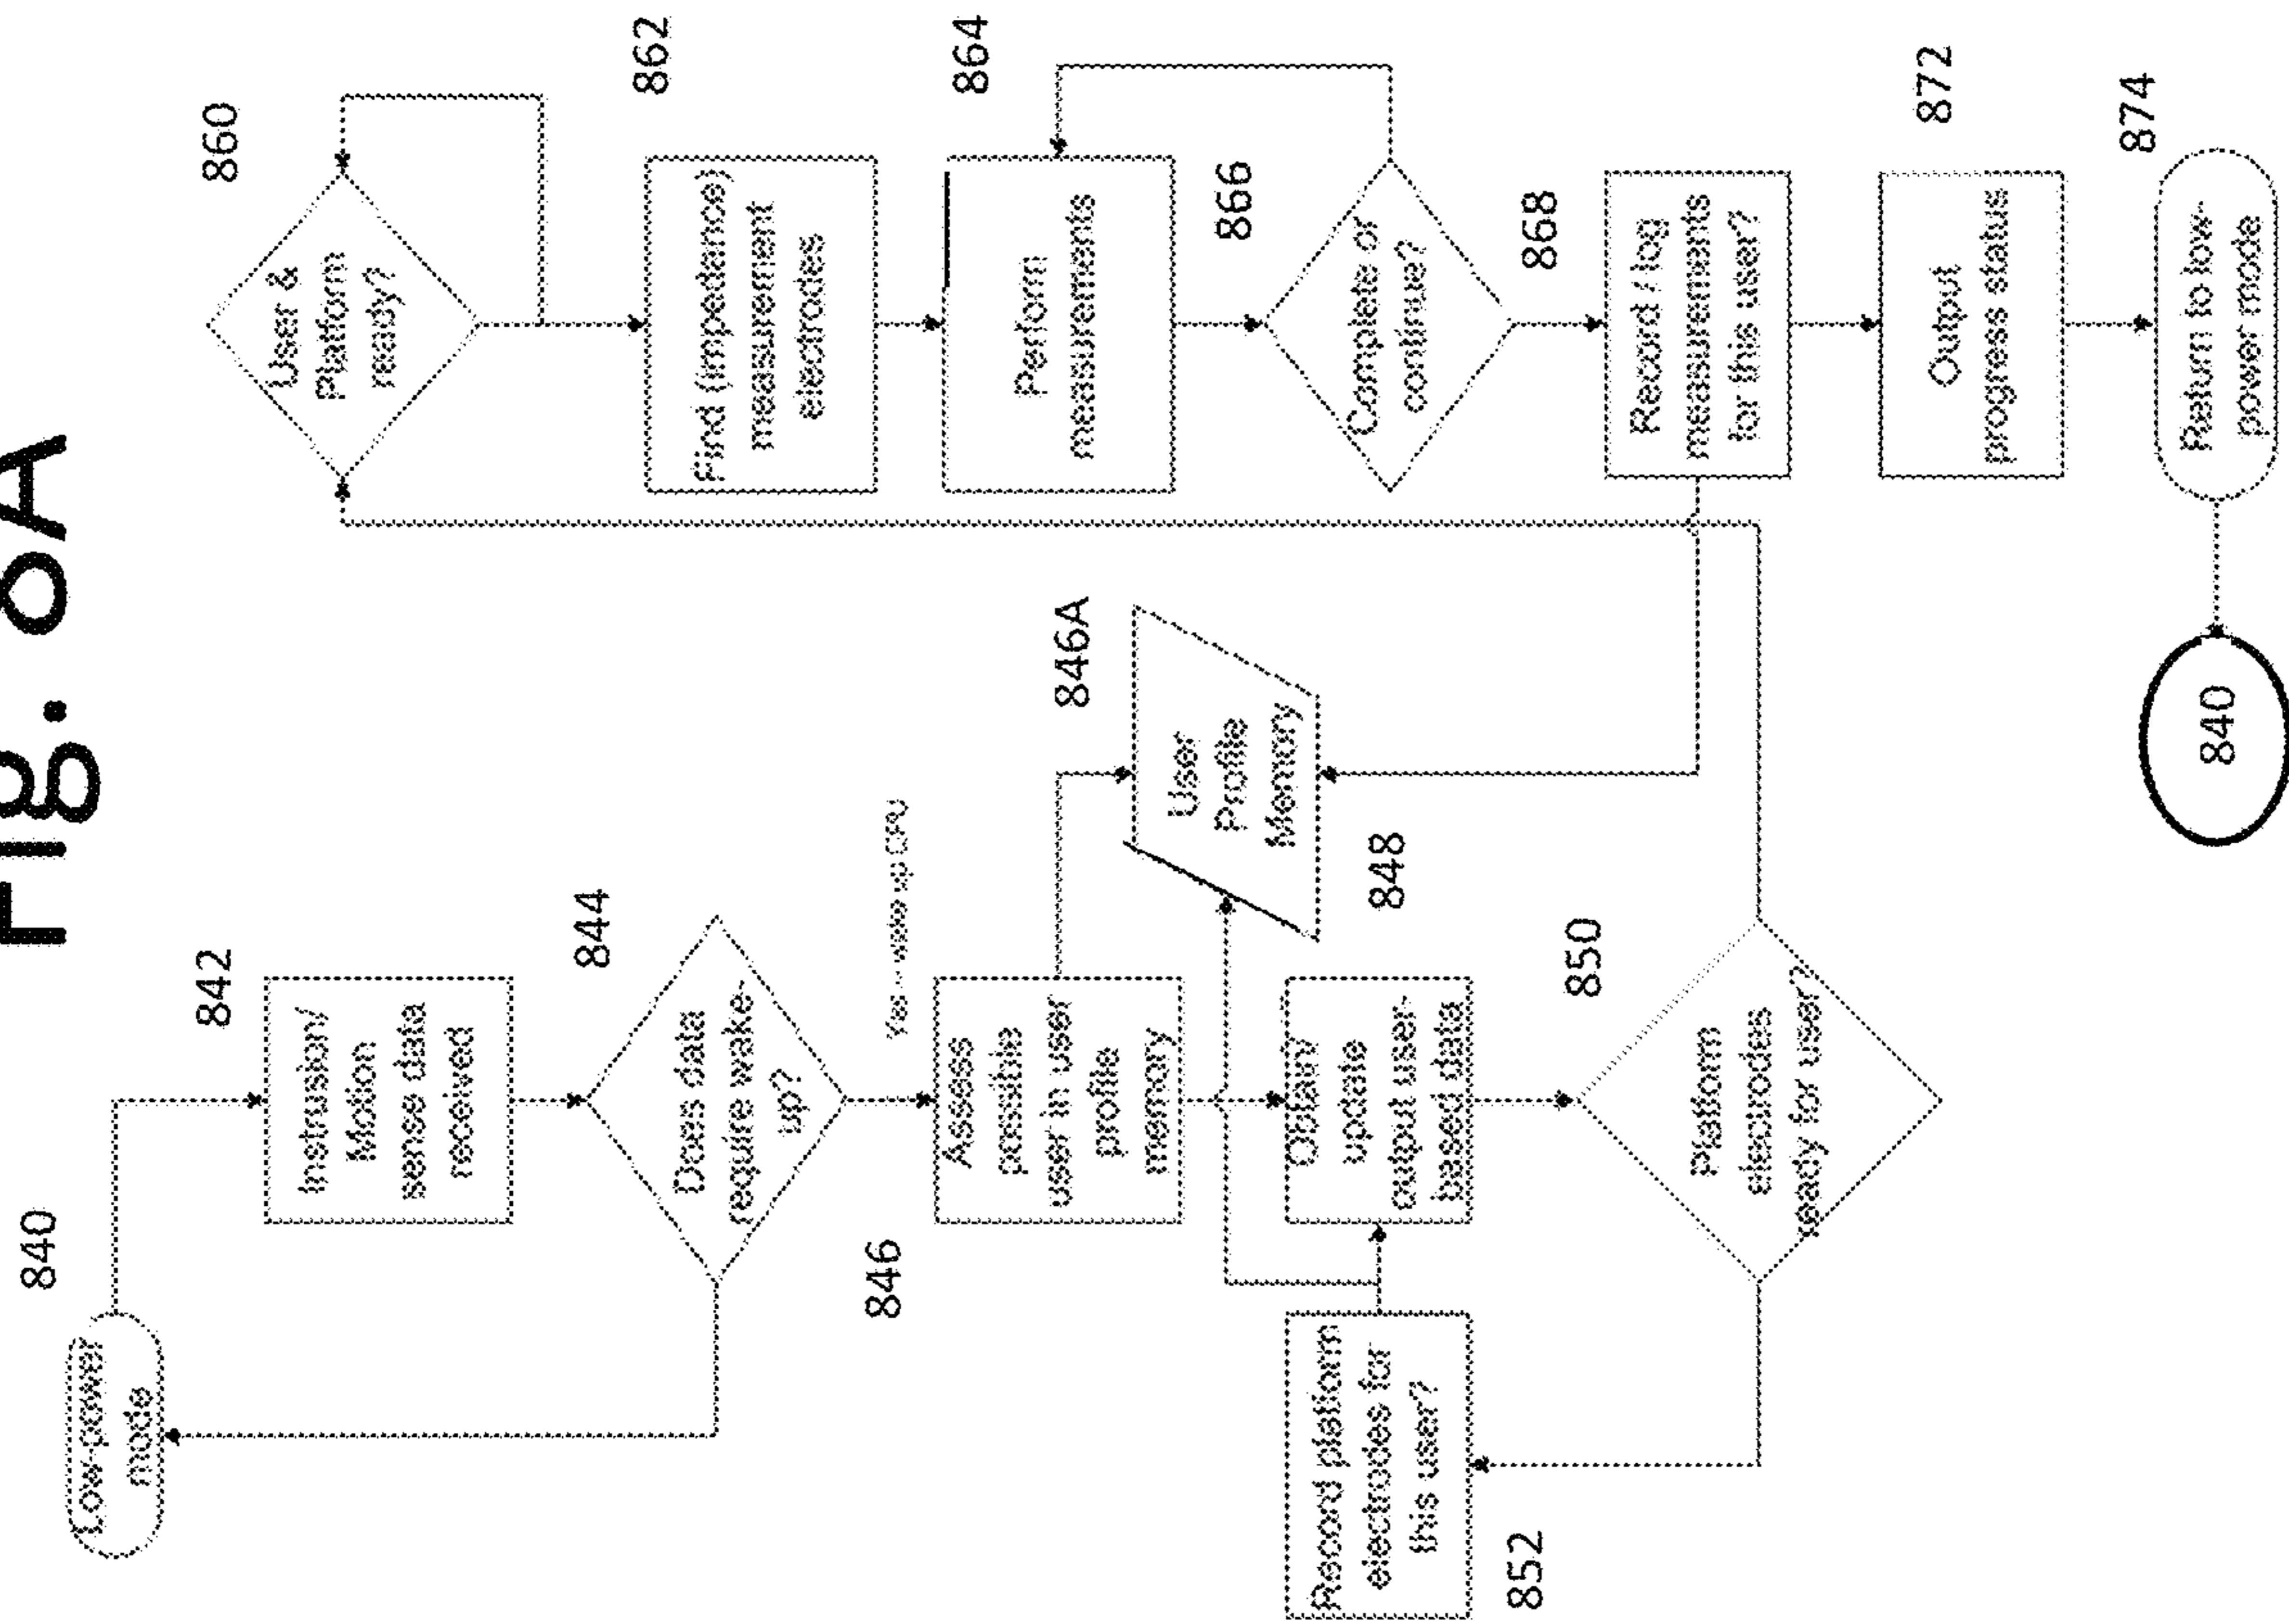 Fig. 8A
840
Low-power
mode
842
Instrusion/
Motion
sense data
received
844
Does data
require wake-
up?
Yes – wake up CPU
846
Assess
possible
user in user
profile
memory
846A
User
Profile
Memory
848
Obtain/
update
output user-
based data
850
Platform
electrodes
ready for user?
852
Record platform
electrodes for
this user?
860
User &
Platform
ready?
862
Find (impedance)
measurement
electrodes
864
Perform
measurements
866
Complete or
continue?
868
Record / log
measurements
for this user?
872
Output
progress status
874
Return to low-
power mode
840